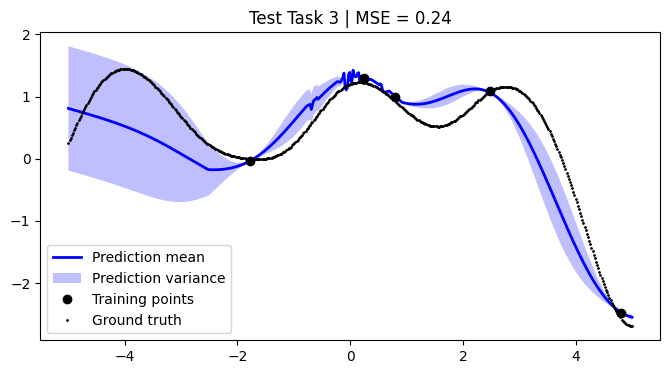 Test Task 3 | MSE = 0.24
2
1
0
−1
−2
Prediction mean
Prediction variance
Training points
Ground truth
−4 −2 0 2 4